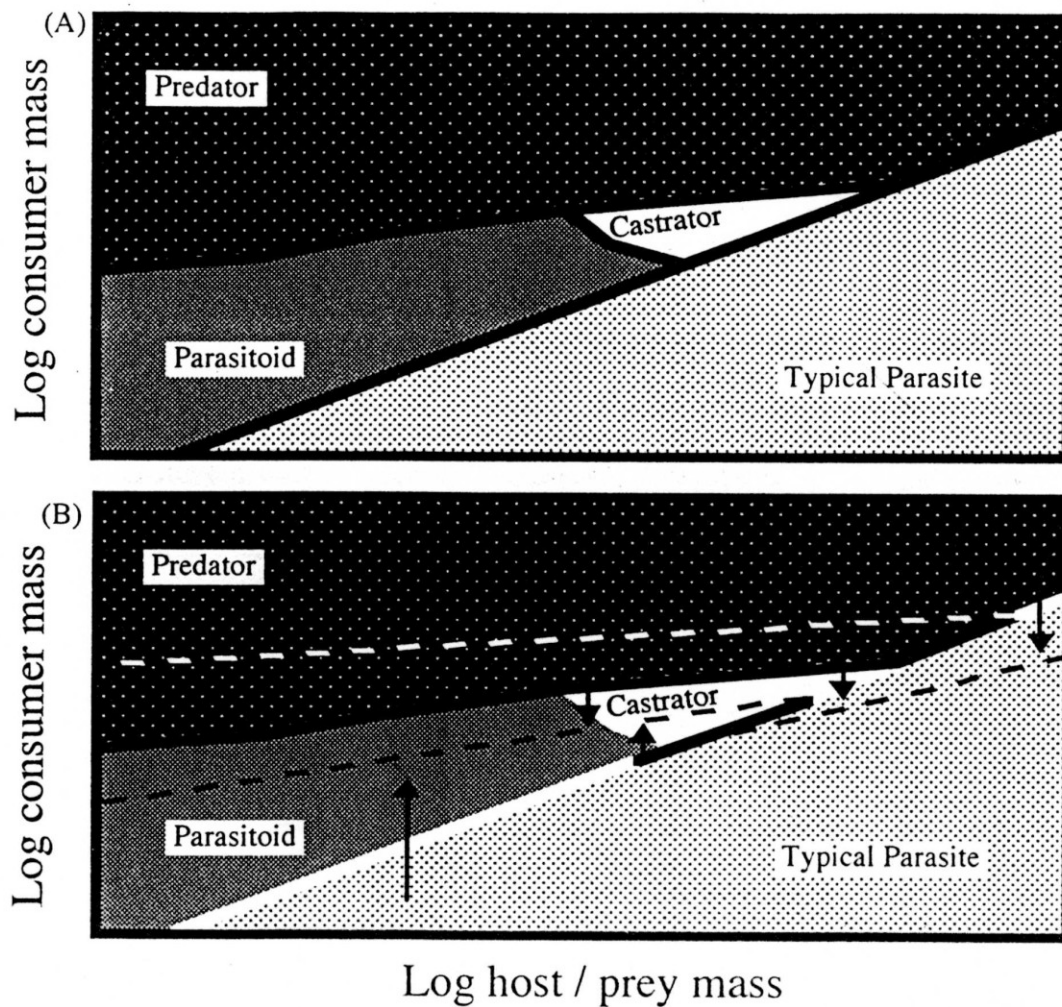 (A)
Log consumer mass
Predator
Castrator
Parasitoid
Typical Parasite
(B)
Log consumer mass
Predator
Castrator
Parasitoid
Typical Parasite
Log host / prey mass